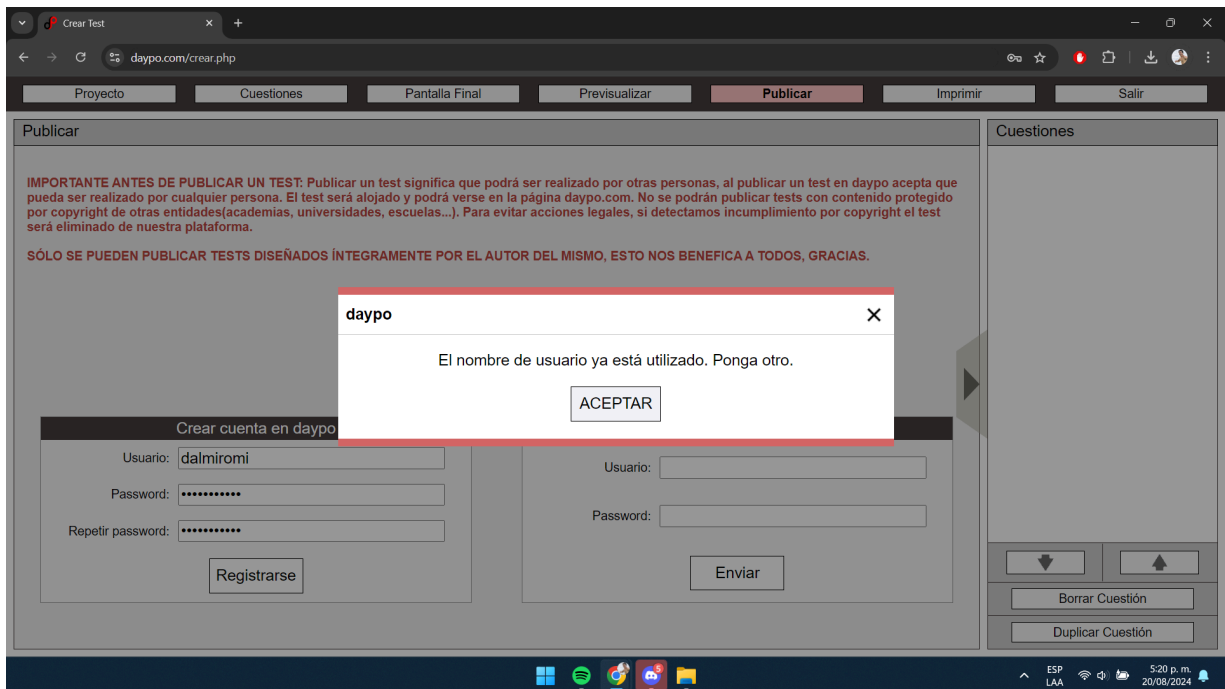 Crear Test
daypo.com/crear.php
Proyecto
Cuestiones
Pantalla Final
Previsualizar
Publicar
Imprimir
Salir
Publicar
Cuestiones
IMPORTANTE ANTES DE PUBLICAR UN TEST: Publicar un test significa que podrá ser realizado por otras personas, al publicar un test en daypo acepta que
pueda ser realizado por cualquier persona. El test será alojado y podrá verse en la página daypo.com. No se podrán publicar tests con contenido protegido
por copyright de otras entidades(academias, universidades, escuelas...). Para evitar acciones legales, si detectamos incumplimiento por copyright el test
será eliminado de nuestra plataforma.
SÓLO SE PUEDEN PUBLICAR TESTS DISEÑADOS ÍNTEGRAMENTE POR EL AUTOR DEL MISMO, ESTO NOS BENEFICA A TODOS, GRACIAS.
daypo
El nombre de usuario ya está utilizado. Ponga otro.
ACEPTAR
Crear cuenta en daypo
Usuario: dalmiromi
Password: •••••••••••
Repetir password: •••••••••••
Registrarse
Usuario:
Password:
Enviar
Borrar Cuestión
Duplicar Cuestión
5
ESP
LAA
5:20 p. m.
20/08/2024